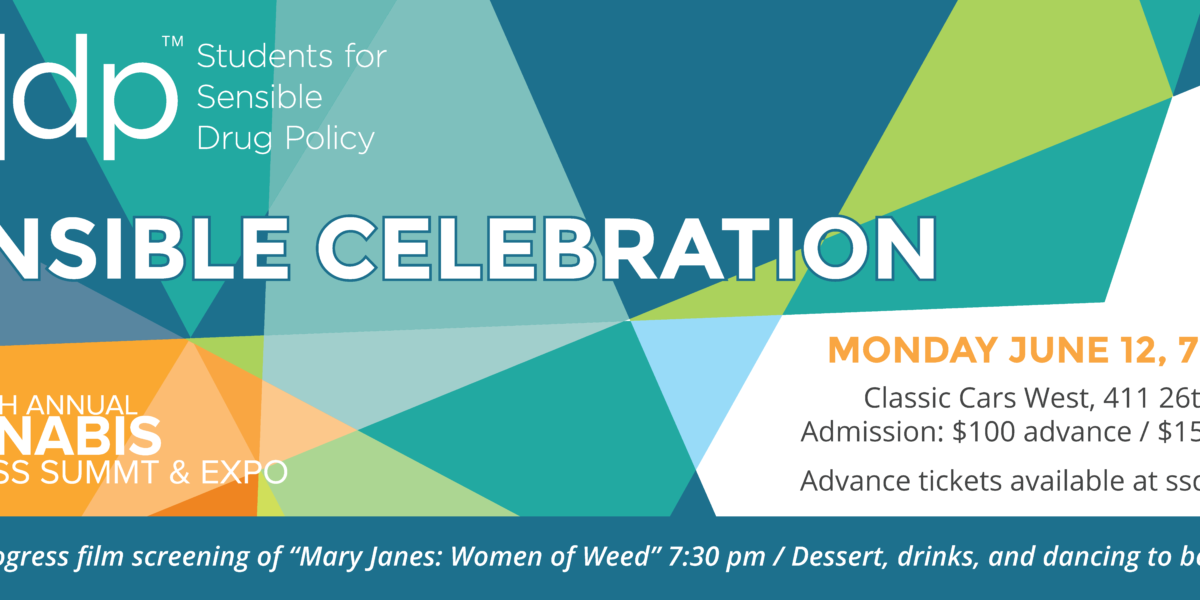 dp™
Students for
Sensible
Drug Policy
NSIBLE CELEBRATION
MONDAY JUNE 12, 7
Classic Cars West, 411 26t
Admission: $100 advance / $15
Advance tickets available at ss
H ANNUAL
NABIS
SS SUMMT & EXPO
ogress film screening of “Mary Janes: Women of Weed” 7:30 pm / Dessert, drinks, and dancing to b